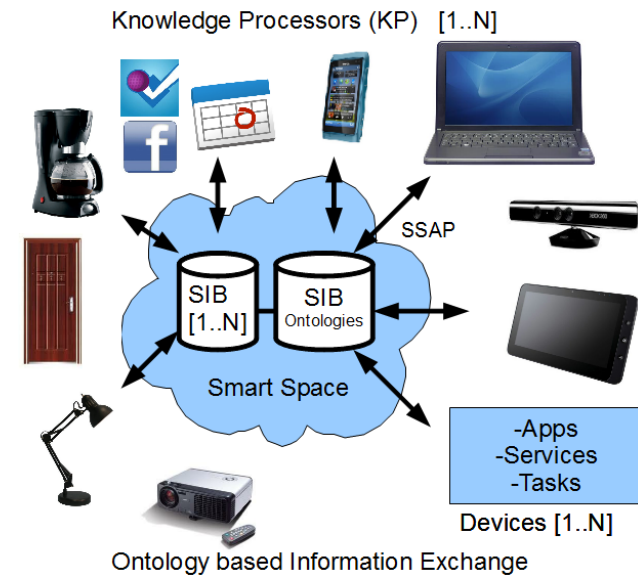 Knowledge Processors (KP) [1..N]
f
SSAP
SIB
[1..N]
SIB
Ontologies
Smart Space
-Apps
-Services
-Tasks
Devices [1..N]
Ontology based Information Exchange